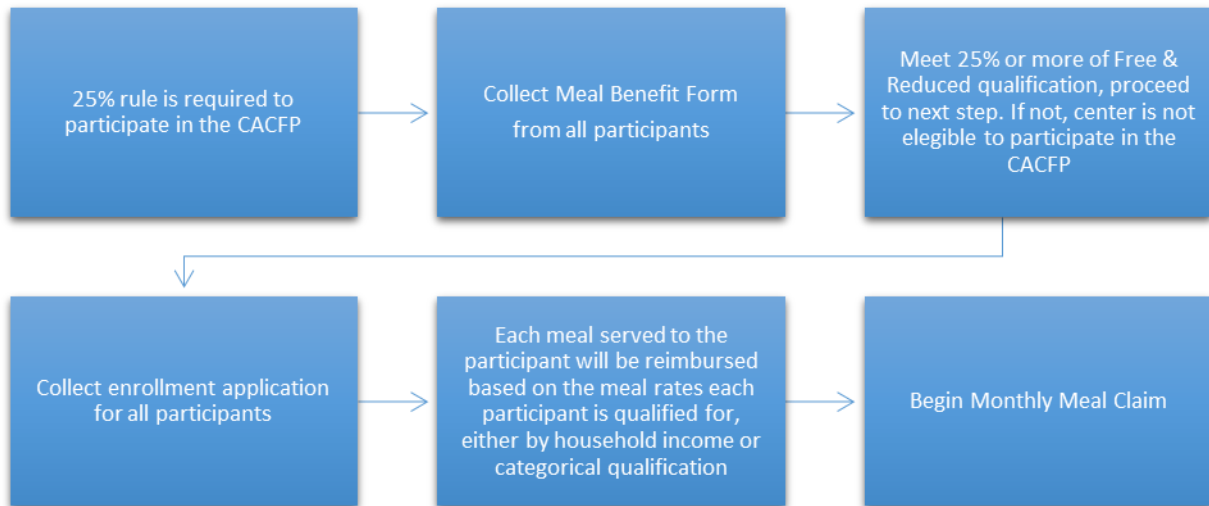 25% rule is required to
participate in the CACFP
Collect Meal Benefit Form
from all participants
Meet 25% or more of Free &
Reduced qualification, proceed
to next step. If not, center is not
elegible to participate in the
CACFP
Collect enrollment application
for all participants
Each meal served to the
participant will be reimbursed
based on the meal rates each
participant is qualified for,
either by household income or
categorical qualification
Begin Monthly Meal Claim